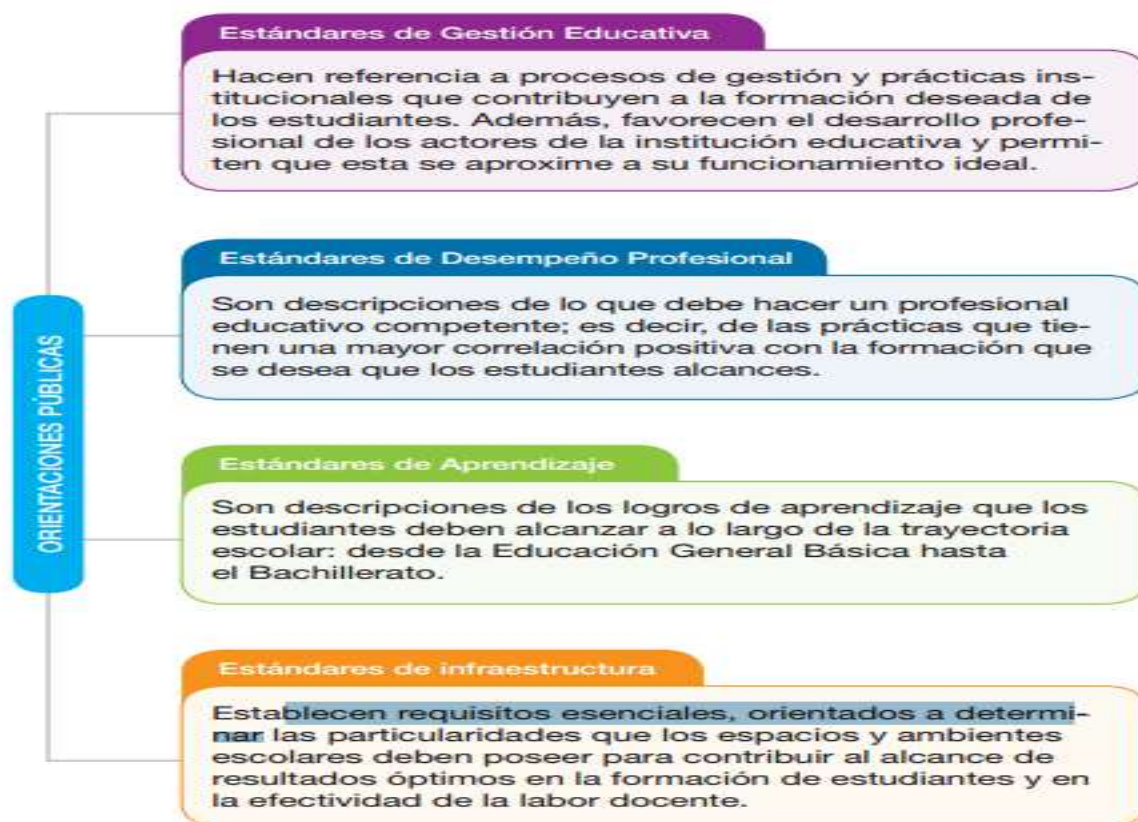 ORIENTACIONES PÚBLICAS
Estándares de Gestión Educativa
Hacen referencia a procesos de gestión y prácticas ins-
titucionales que contribuyen a la formación deseada de
los estudiantes. Además, favorecen el desarrollo profe-
sional de los actores de la institución educativa y permi-
ten que esta se aproxime a su funcionamiento ideal.
Estándares de Desempeño Profesional
Son descripciones de lo que debe hacer un profesional
educativo competente; es decir, de las prácticas que tie-
nen una mayor correlación positiva con la formación que
se desea que los estudiantes alcances.
Estándares de Aprendizaje
Son descripciones de los logros de aprendizaje que los
estudiantes deben alcanzar a lo largo de la trayectoria
escolar: desde la Educación General Básica hasta
el Bachillerato.
Estándares de infraestructura
Establecen requisitos esenciales, orientados a determi-
nar las particularidades que los espacios y ambientes
escolares deben poseer para contribuir al alcance de
resultados óptimos en la formación de estudiantes y en
la efectividad de la labor docente.